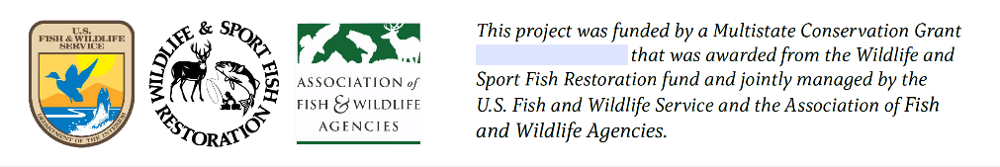 U.S.
FISH & WILDLIFE
SERVICE
DEPARTMENT OF THE INTERIOR
WILDLIFE & SPORT FISH
RESTORATION
ASSOCIATION of
FISH & WILDLIFE
AGENCIES
This project was funded by a Multistate Conservation Grant
that was awarded from the Wildlife and
Sport Fish Restoration fund and jointly managed by the
U.S. Fish and Wildlife Service and the Association of Fish
and Wildlife Agencies.